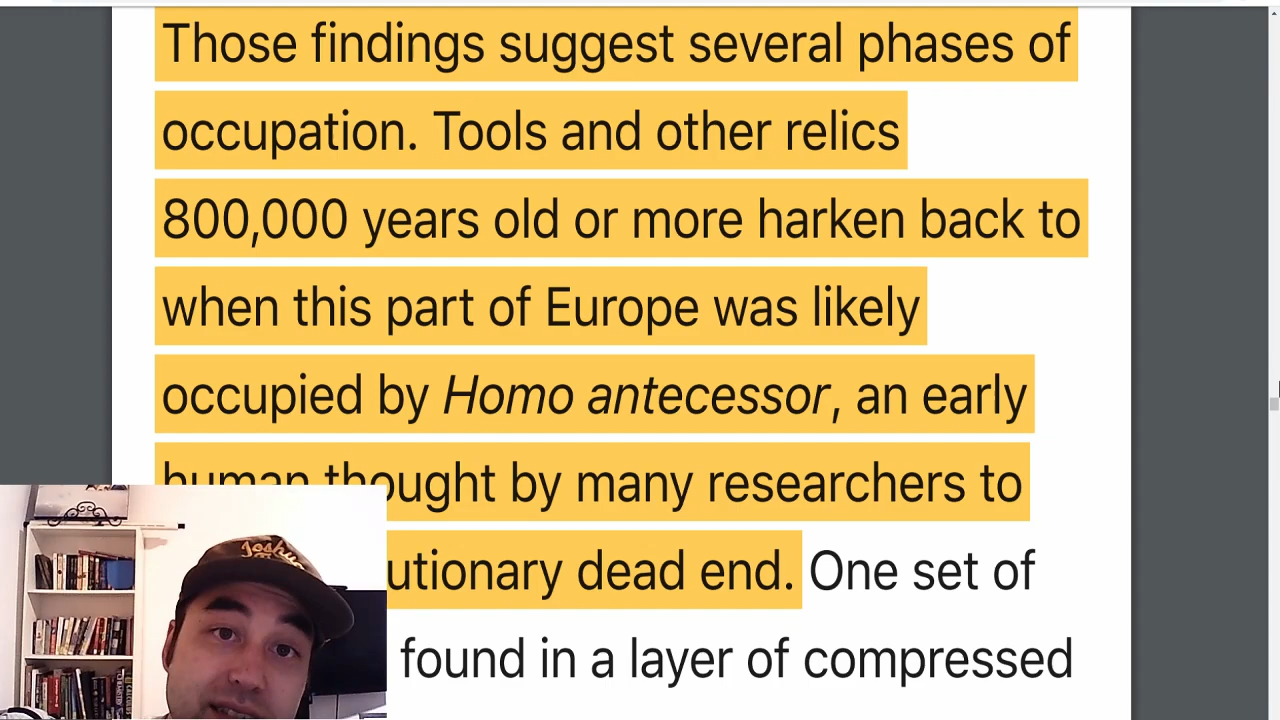 Those findings suggest several phases of
occupation. Tools and other relics
800,000 years old or more harken back to
when this part of Europe was likely
occupied by Homo antecessor, an early
human thought by many researchers to
utionary dead end. One set of
found in a layer of compressed
Joshua